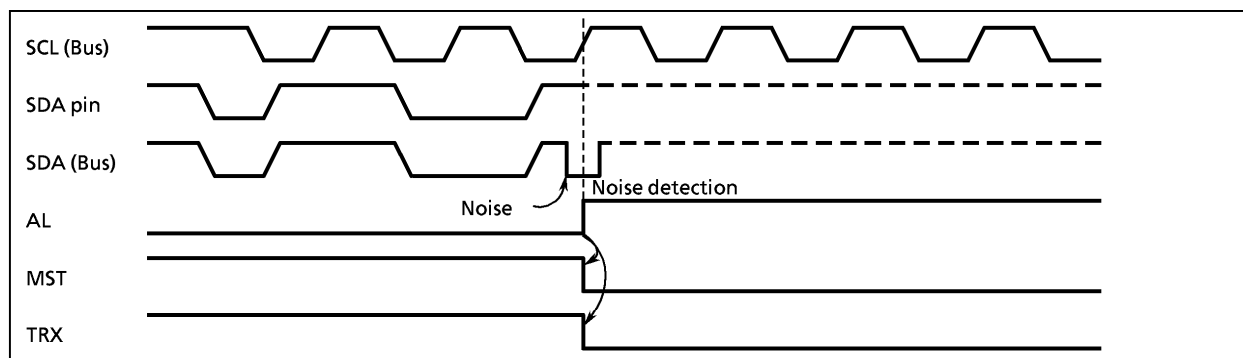 SCL (Bus)
SDA pin
SDA (Bus)
Noise detection
Noise
AL
MST
TRX